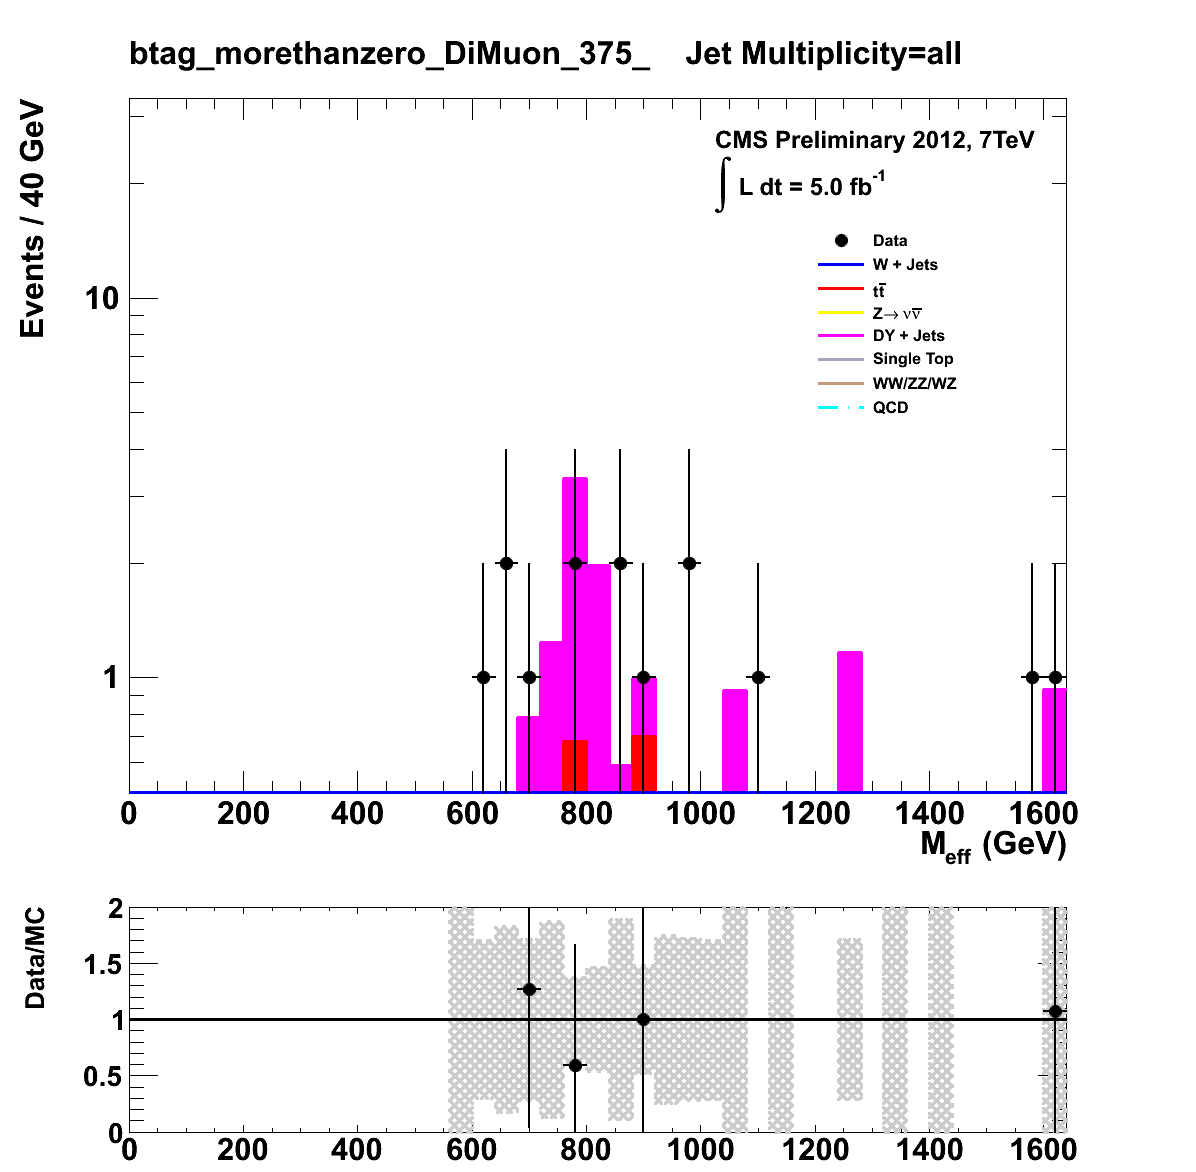 btag_morethanzero_DiMuon_375_ Jet Multiplicity=all
Events / 40 GeV
CMS Preliminary 2012, 7TeV
∫ L dt = 5.0 fb⁻¹
Data
W + Jets
tt̅
Z→ νν̅
DY + Jets
Single Top
WW/ZZ/WZ
QCD
10
1
0 200 400 600 800 1000 1200 1400 1600
M_eff (GeV)
Data/MC
2
1.5
1
0.5
0
0 200 400 600 800 1000 1200 1400 1600